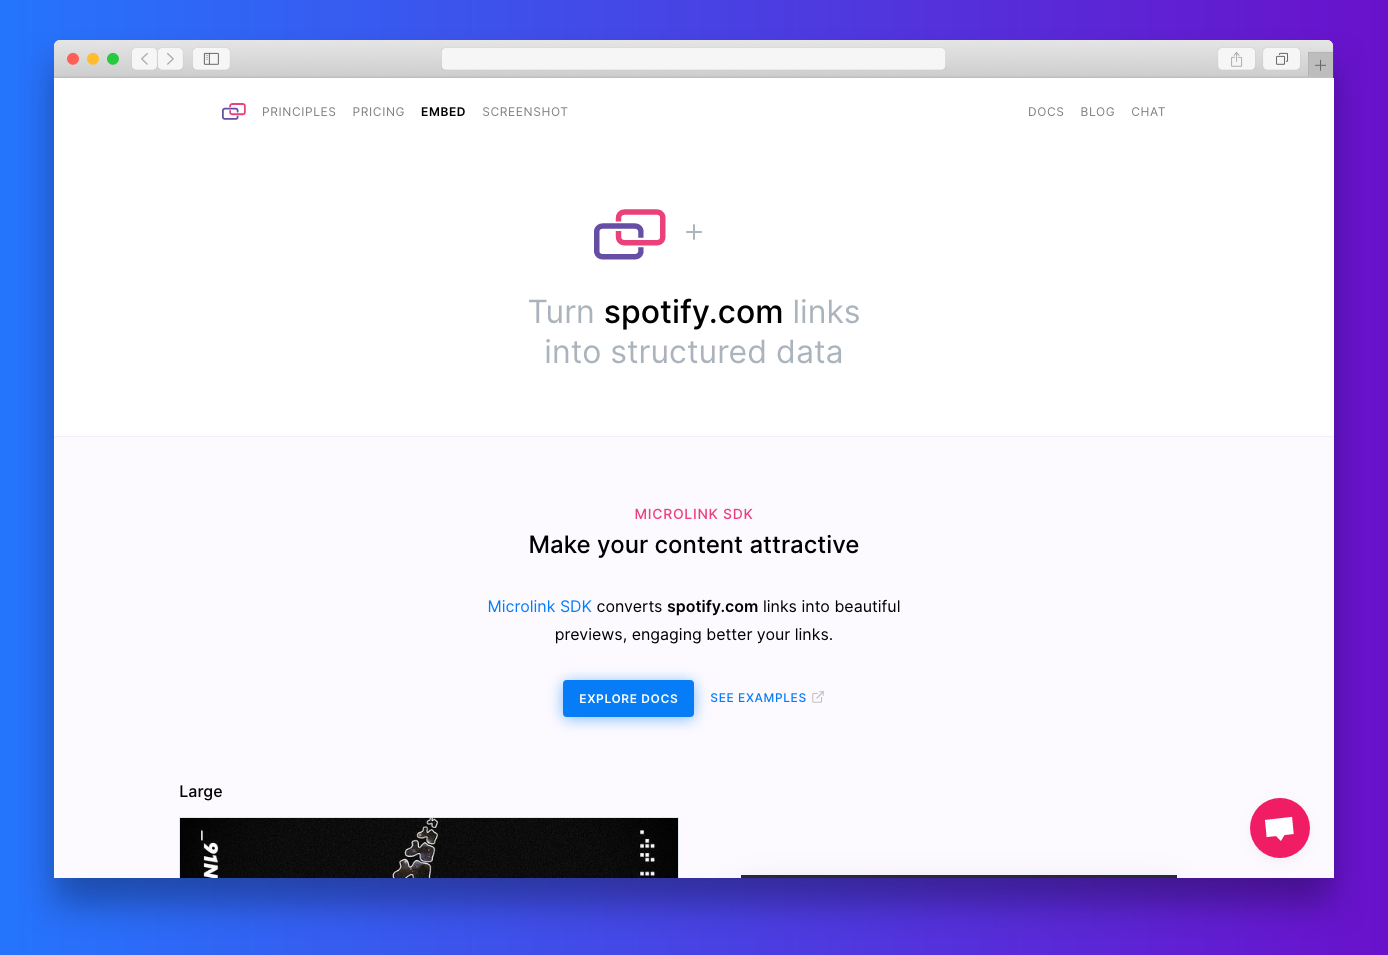 PRINCIPLES PRICING EMBED SCREENSHOT DOCS BLOG CHAT
Turn spotify.com links
into structured data
MICROLINK SDK
Make your content attractive
Microlink SDK converts spotify.com links into beautiful
previews, engaging better your links.
EXPLORE DOCS SEE EXAMPLES
Large